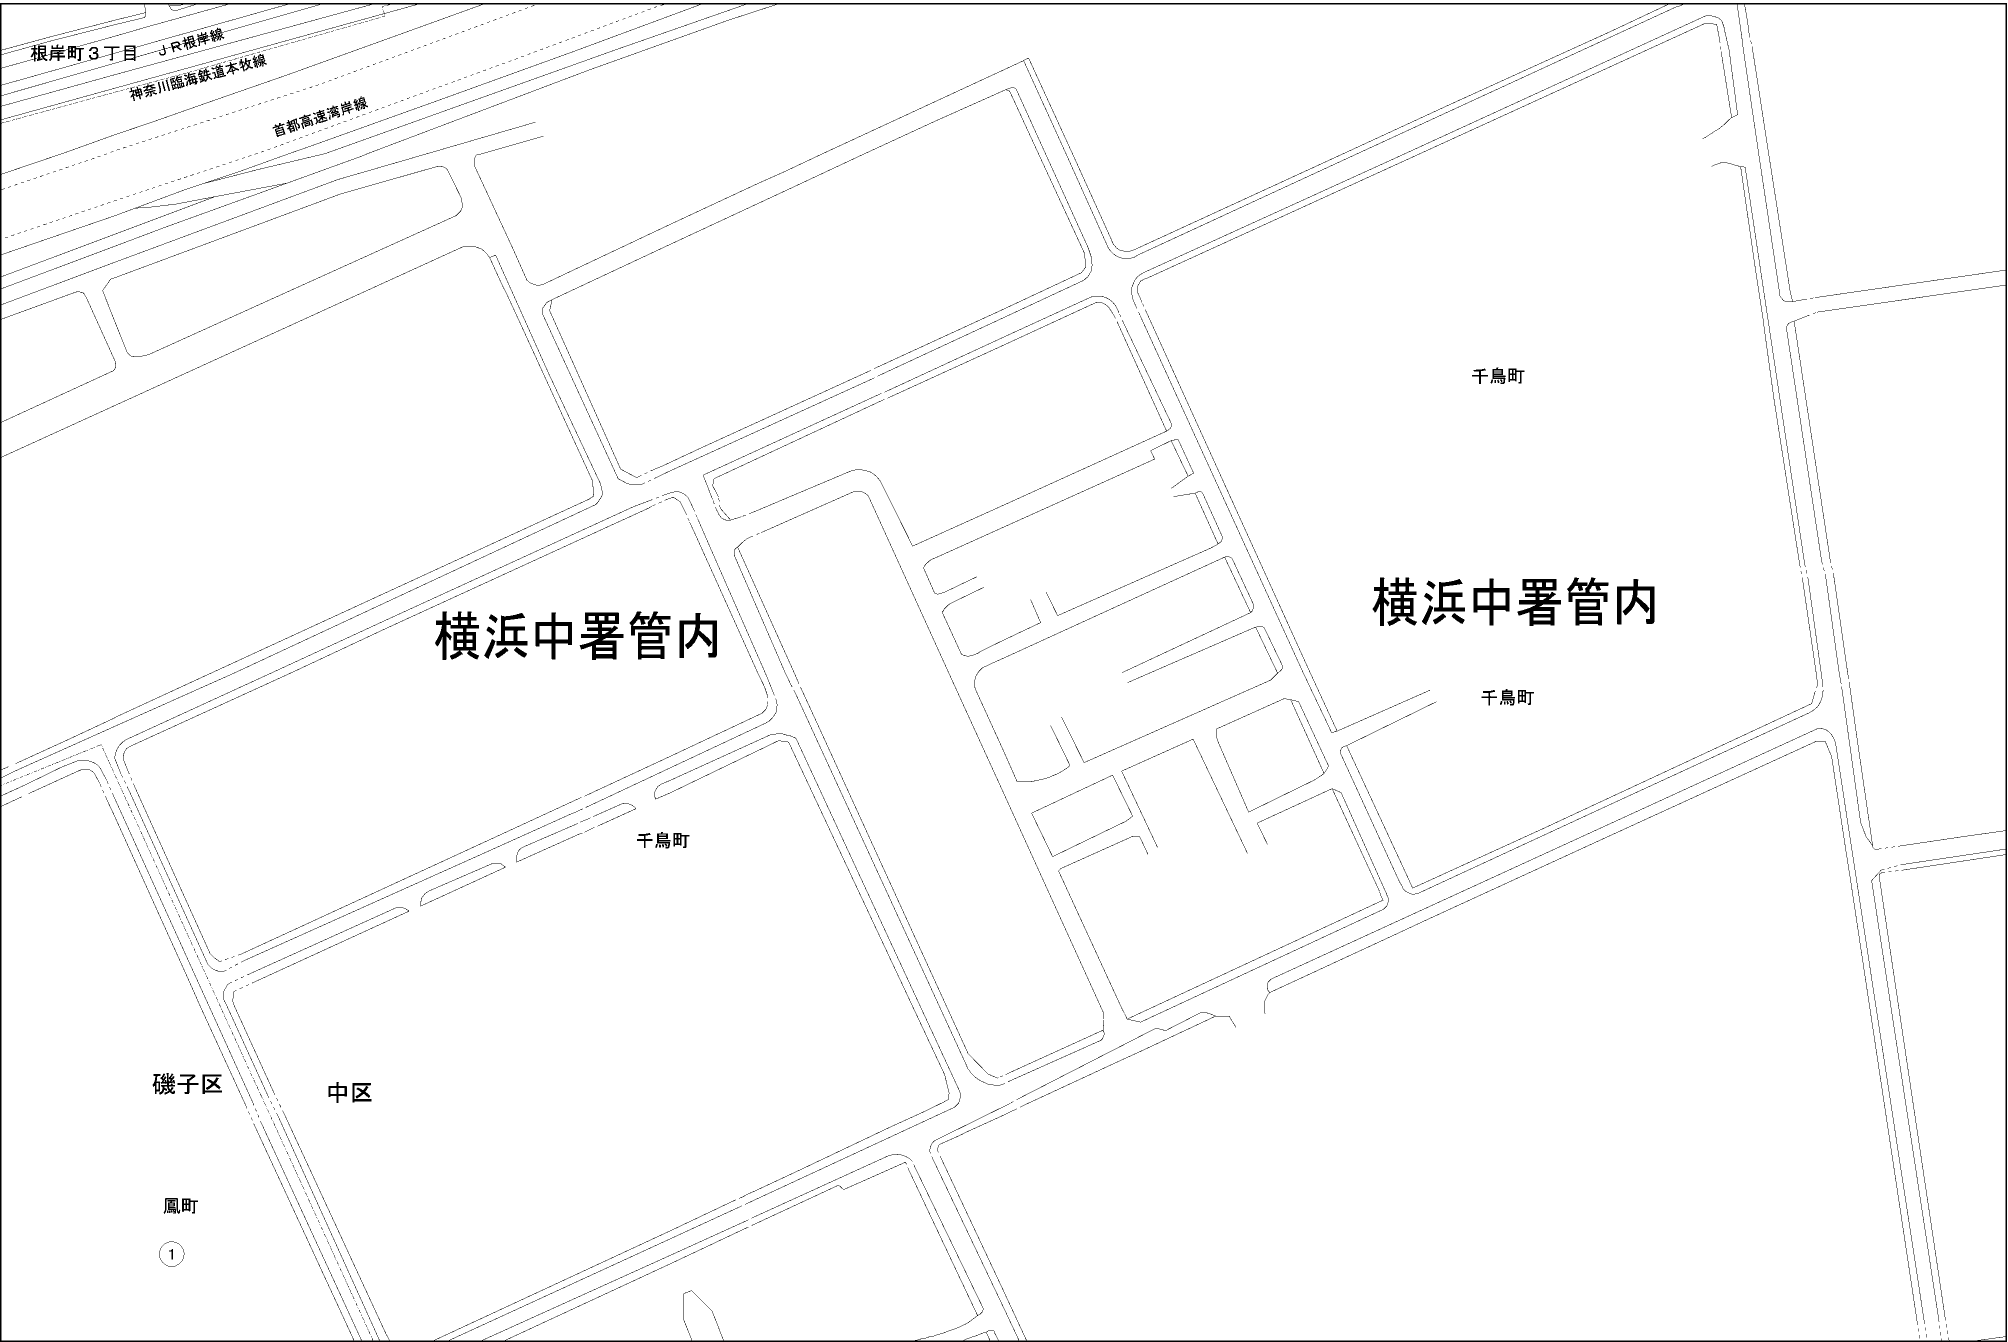 根岸町３丁目
ＪＲ根岸線
神奈川臨海鉄道本牧線
首都高速湾岸線
千鳥町
横浜中署管内
横浜中署管内
千鳥町
千鳥町
磯子区
中区
鳳町
1